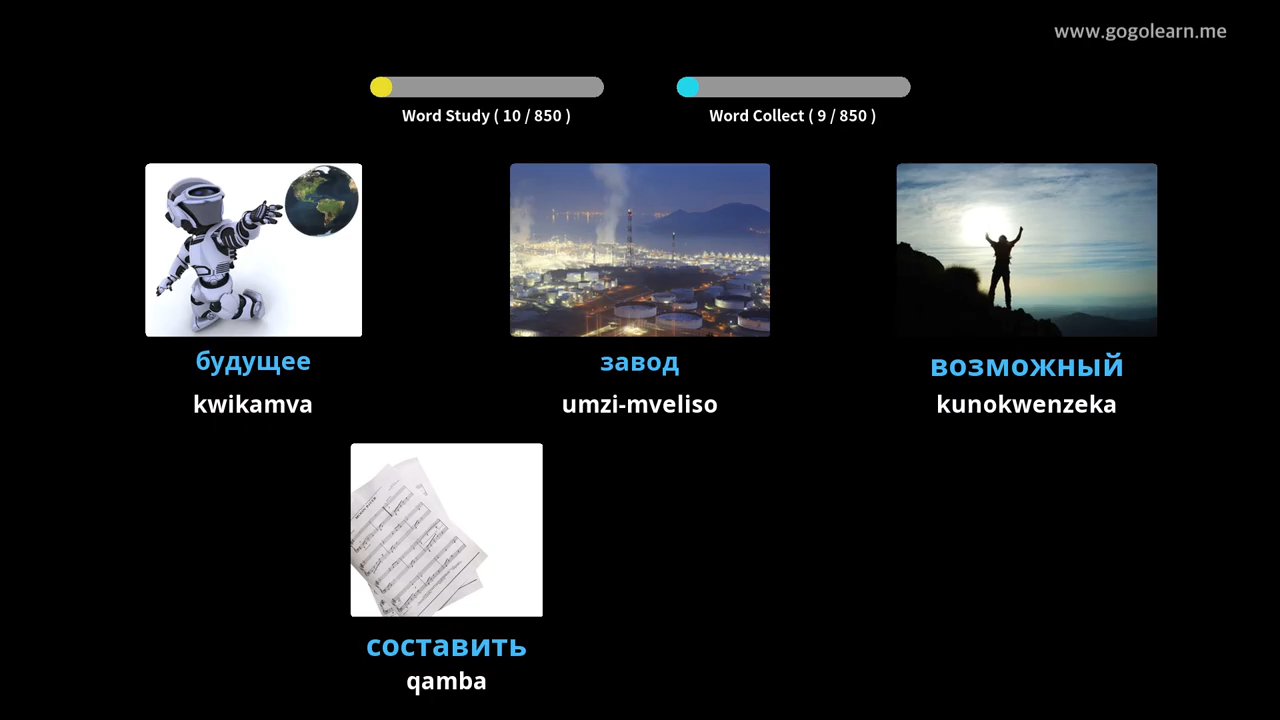 www.gogolearn.me
Word Study ( 10 / 850 )
Word Collect ( 9 / 850 )
будущее
kwikamva
завод
umzi-mveliso
возможный
kunokwenzeka
составить
qamba